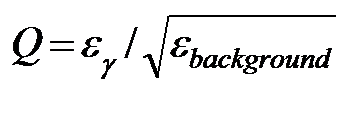 Q = ε_γ / √ε_background